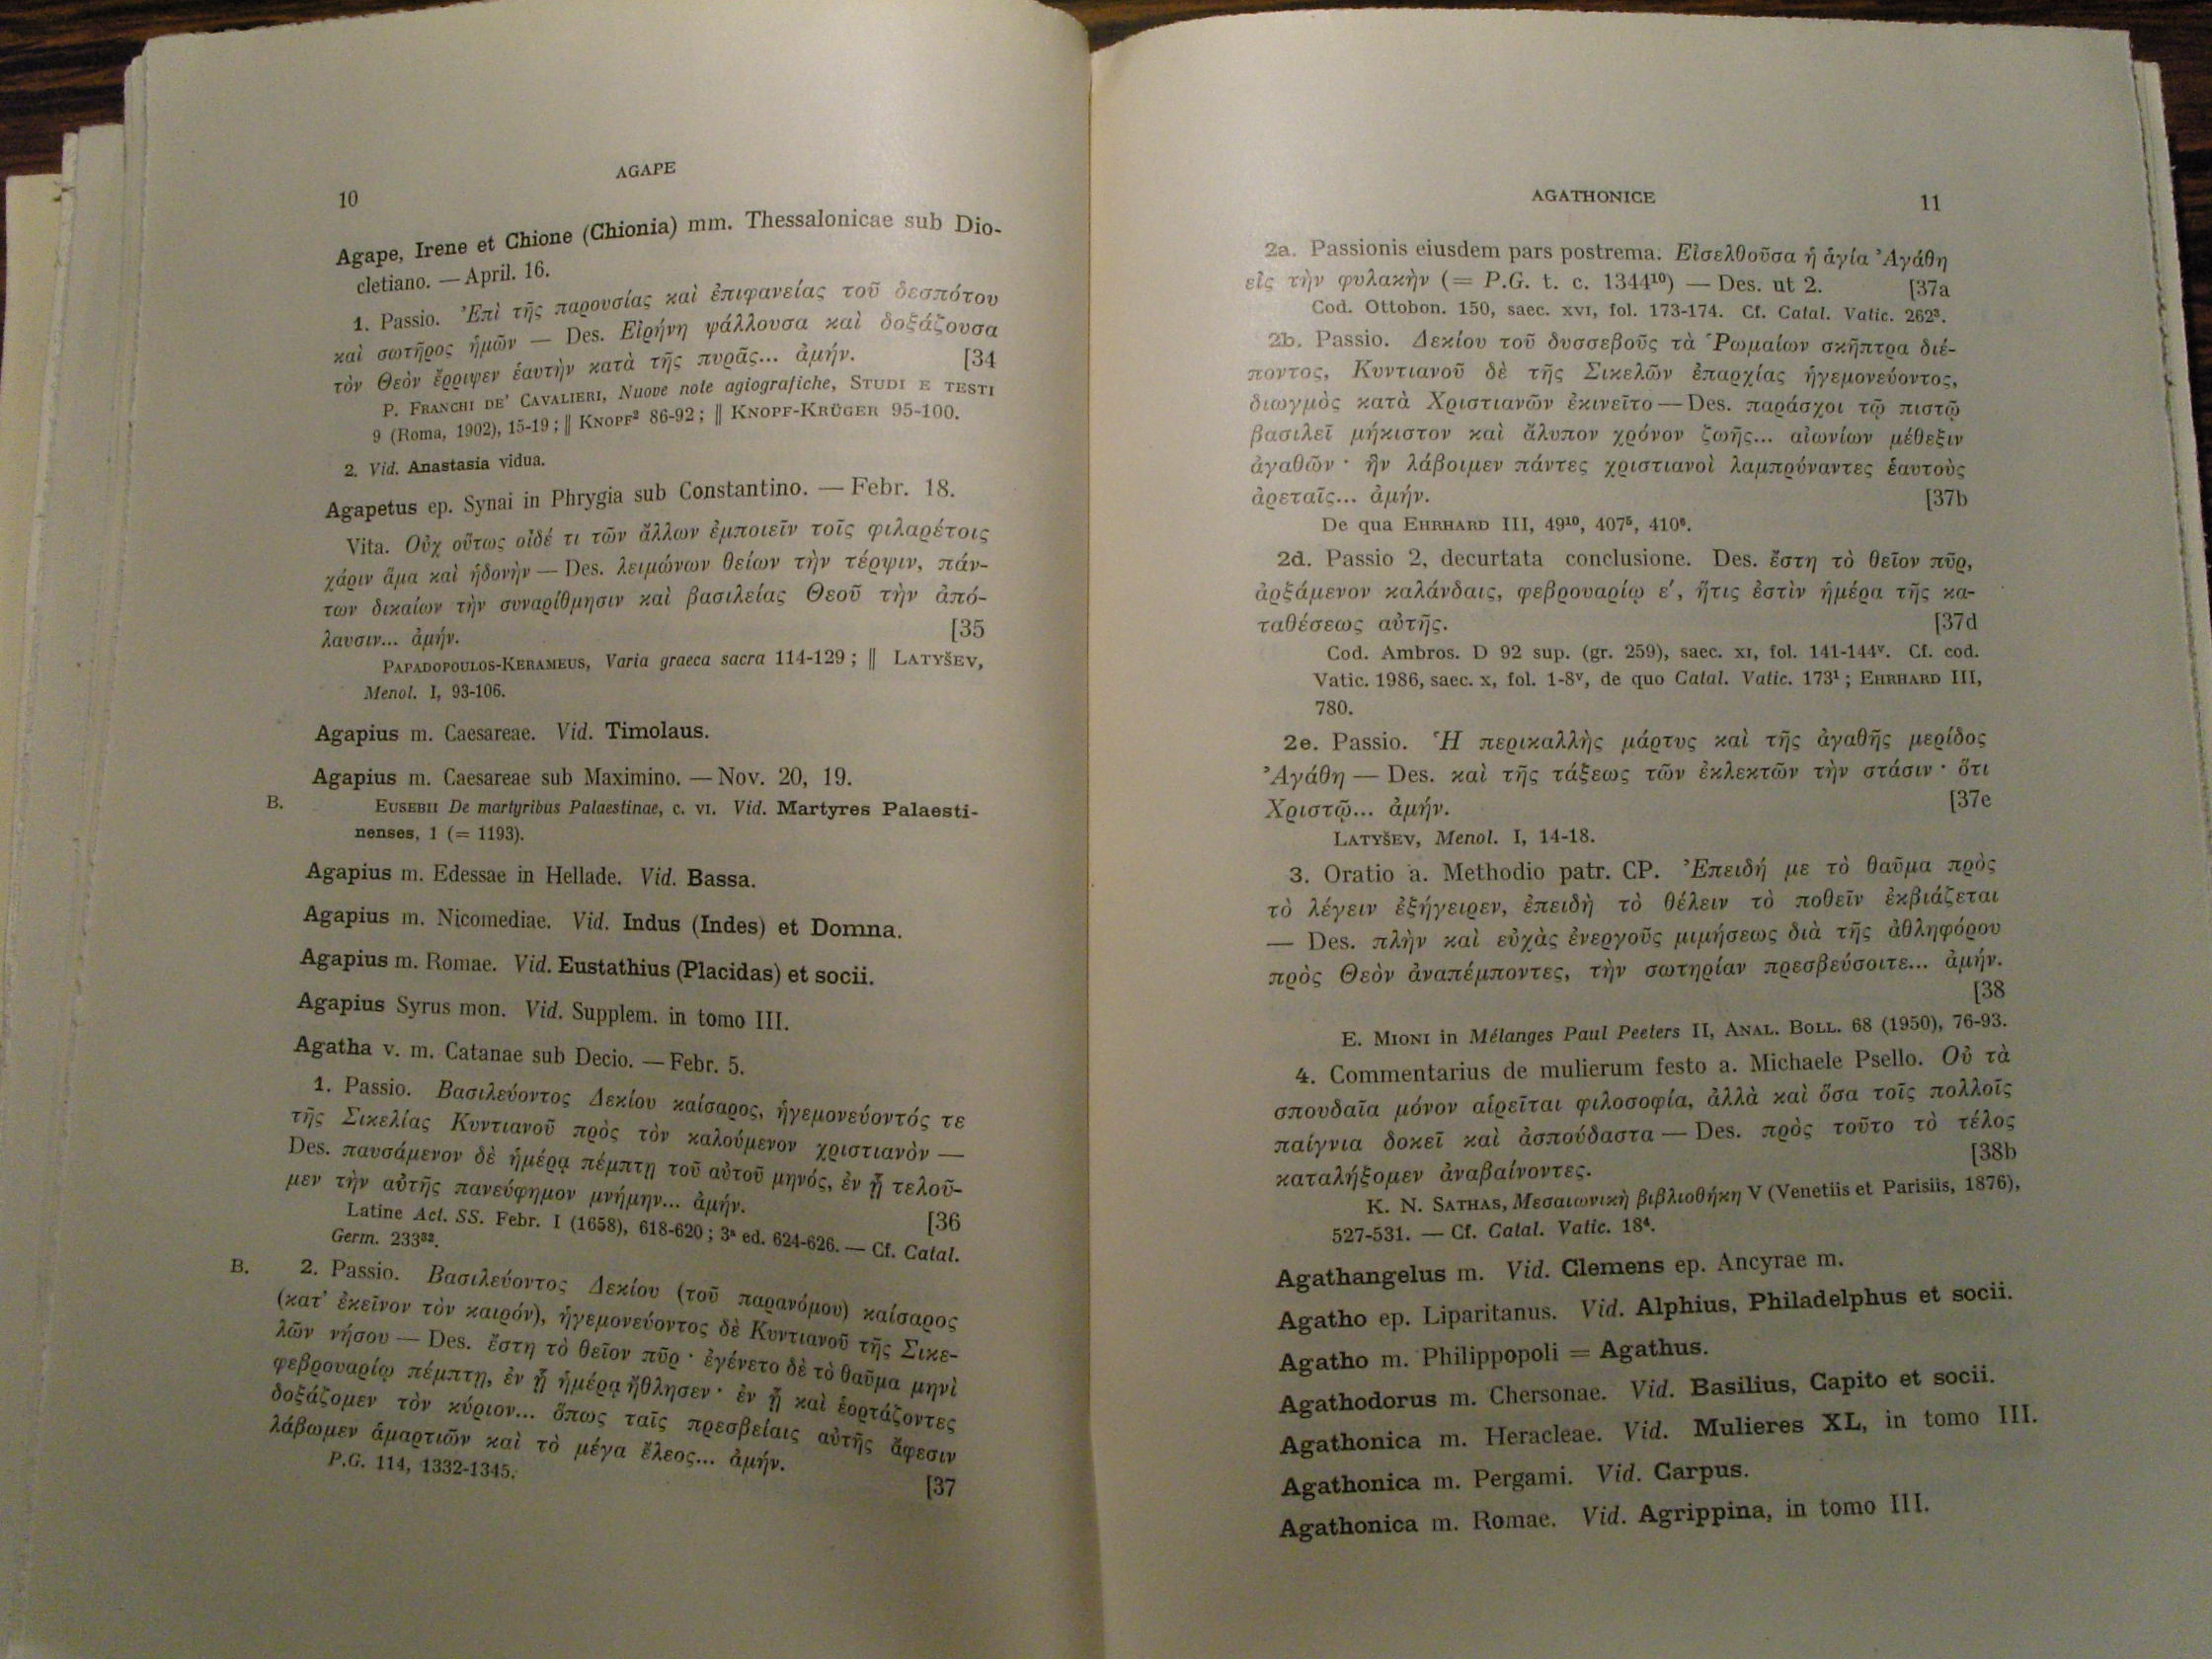 AGAPE
10
Agape, Irene et Chione (Chionia) mm. Thessalonicae sub Dio-
cletiano. — April. 16.
1. Passio. Ἐπὶ τῆς παρουσίας καὶ ἐπιφανείας τοῦ δεσπότου
καὶ σωτῆρος ἡμῶν — Des. Εἰρήνη ψάλλουσα καὶ δοξάζουσα
τὸν Θεὸν ἔρριψεν ἑαυτὴν κατὰ τῆς πυρᾶς... ἀμήν. [34
P. FRANCHI DE' CAVALIERI, Nuove note agiografiche, STUDI E TESTI
9 (Roma, 1902), 15-19 ; || KNOPF² 86-92 ; || KNOPF-KRÜGER 95-100.
2. Vid. Anastasia vidua.
Agapetus ep. Synai in Phrygia sub Constantino. — Febr. 18.
Vita. Οὐχ οὕτως οἶδέ τι τῶν ἄλλων ἐμποιεῖν τοῖς φιλαρέτοις
χάριν ἅμα καὶ ἡδονὴν — Des. λειμώνων θείων τὴν τέρψιν, πάν-
των δικαίων τὴν συναρίθμησιν καὶ βασιλείας Θεοῦ τὴν ἀπό-
λαυσιν... ἀμήν. [35
PAPADOPOULOS-KERAMEUS, Varia graeca sacra 114-129 ; || LATYŠEV,
Menol. I, 93-106.
Agapius m. Caesareae. Vid. Timolaus.
Agapius m. Caesareae sub Maximino. — Nov. 20, 19.
B. EUSEBII De martyribus Palaestinae, c. VI. Vid. Martyres Palaesti-
nenses, 1 (= 1193).
Agapius m. Edessae in Hellade. Vid. Bassa.
Agapius m. Nicomediae. Vid. Indus (Indes) et Domna.
Agapius m. Romae. Vid. Eustathius (Placidas) et socii.
Agapius Syrus mon. Vid. Supplem. in tomo III.
Agatha v. m. Catanae sub Decio. — Febr. 5.
1. Passio. Βασιλεύοντος Δεκίου καίσαρος, ἡγεμονεύοντός τε
τῆς Σικελίας Κυντιανοῦ πρὸς τὸν καλούμενον χριστιανὸν —
Des. παυσάμενον δὲ ἡμέρᾳ πέμπτῃ τοῦ αὐτοῦ μηνός, ἐν ᾗ τελοῦ-
μεν τὴν αὐτῆς πανεύφημον μνήμην... ἀμήν. [36
Latine Act. SS. Febr. I (1658), 618-620 ; 3ª ed. 624-626. — Cf. Catal.
Germ. 233³².
B. 2. Passio. Βασιλεύοντος Δεκίου (τοῦ παρανόμου) καίσαρος
(κατ' ἐκεῖνον τὸν καιρόν), ἡγεμονεύοντος δὲ Κυντιανοῦ τῆς Σικε-
λῶν νήσου — Des. ἔστη τὸ θεῖον πῦρ · ἐγένετο δὲ τὸ θαῦμα μηνὶ
φεβρουαρίῳ πέμπτῃ, ἐν ᾗ ἡμέρᾳ ἤθλησεν · ἐν ᾗ καὶ ἑορτάζοντες
δοξάζομεν τὸν κύριον... ὅπως ταῖς πρεσβείαις αὐτῆς ἄφεσιν
λάβωμεν ἁμαρτιῶν καὶ τὸ μέγα ἔλεος... ἀμήν. [37
P.G. 114, 1332-1345.
AGATHONICE
11
2a. Passionis eiusdem pars postrema. Εἰσελθοῦσα ἡ ἁγία Ἀγάθη
εἰς τὴν φυλακὴν (= P.G. t. c. 1344¹⁰) — Des. ut 2. [37a
Cod. Ottobon. 150, saec. XVI, fol. 173-174. Cf. Catal. Vatic. 262³.
2b. Passio. Δεκίου τοῦ δυσσεβοῦς τὰ Ῥωμαίων σκῆπτρα διέ-
ποντος, Κυντιανοῦ δὲ τῆς Σικελῶν ἐπαρχίας ἡγεμονεύοντος,
διωγμὸς κατὰ Χριστιανῶν ἐκινεῖτο — Des. παράσχοι τῷ πιστῷ
βασιλεῖ μήκιστον καὶ ἄλυπον χρόνον ζωῆς... αἰωνίων μέθεξιν
ἀγαθῶν · ἣν λάβοιμεν πάντες χριστιανοὶ λαμπρύναντες ἑαυτοὺς
ἀρεταῖς... ἀμήν. [37b
De qua EHRHARD III, 49¹⁰, 407⁵, 410⁶.
2d. Passio 2, decurtata conclusione. Des. ἔστη τὸ θεῖον πῦρ,
ἀρξάμενον καλάνδαις, φεβρουαρίῳ ε', ἥτις ἐστὶν ἡμέρα τῆς κα-
ταθέσεως αὐτῆς. [37d
Cod. Ambros. D 92 sup. (gr. 259), saec. XI, fol. 141-144ᵛ. Cf. cod.
Vatic. 1986, saec. X, fol. 1-8ᵛ, de quo Catal. Vatic. 173¹ ; EHRHARD III,
780.
2e. Passio. Ἡ περικαλλὴς μάρτυς καὶ τῆς ἀγαθῆς μερίδος
Ἀγάθη — Des. καὶ τῆς τάξεως τῶν ἐκλεκτῶν τὴν στάσιν · ὅτι
Χριστῷ... ἀμήν. [37e
LATYŠEV, Menol. I, 14-18.
3. Oratio a. Methodio patr. CP. Ἐπειδή με τὸ θαῦμα πρὸς
τὸ λέγειν ἐξήγειρεν, ἐπειδὴ τὸ θέλειν τὸ ποθεῖν ἐκβιάζεται
— Des. πλὴν καὶ εὐχὰς ἐνεργοῦς μιμήσεως διὰ τῆς ἀθληφόρου
πρὸς Θεὸν ἀναπέμποντες, τὴν σωτηρίαν πρεσβεύσοιτε... ἀμήν.
[38
E. MIONI in Mélanges Paul Peeters II, ANAL. BOLL. 68 (1950), 76-93.
4. Commentarius de mulierum festo a. Michaele Psello. Οὐ τὰ
σπουδαῖα μόνον αἱρεῖται φιλοσοφία, ἀλλὰ καὶ ὅσα τοῖς πολλοῖς
παίγνια δοκεῖ καὶ ἀσπούδαστα — Des. πρὸς τοῦτο τὸ τέλος
καταλήξομεν ἀναβαίνοντες. [38b
K. N. SATHAS, Μεσαιωνικὴ βιβλιοθήκη V (Venetiis et Parisiis, 1876),
527-531. — Cf. Catal. Vatic. 18⁴.
Agathangelus m. Vid. Clemens ep. Ancyrae m.
Agatho ep. Liparitanus. Vid. Alphius, Philadelphus et socii.
Agatho m. Philippopoli = Agathus.
Agathodorus m. Chersonae. Vid. Basilius, Capito et socii.
Agathonica m. Heracleae. Vid. Mulieres XL, in tomo III.
Agathonica m. Pergami. Vid. Carpus.
Agathonica m. Romae. Vid. Agrippina, in tomo III.